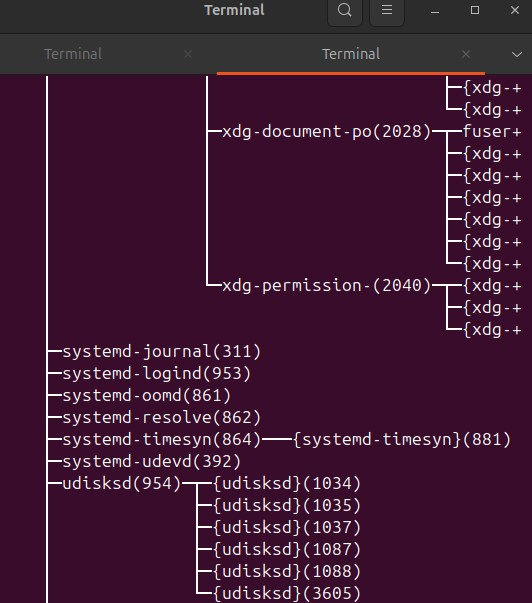 Terminal
Terminal
Terminal
{xdg-+
{xdg-+
xdg-document-po(2028) fuser+
{xdg-+
{xdg-+
{xdg-+
{xdg-+
{xdg-+
{xdg-+
xdg-permission-(2040) {xdg-+
{xdg-+
{xdg-+
systemd-journal(311)
systemd-logind(953)
systemd-oomd(861)
systemd-resolve(862)
systemd-timesyn(864) {systemd-timesyn}(881)
systemd-udevd(392)
udisksd(954) {udisksd}(1034)
{udisksd}(1035)
{udisksd}(1037)
{udisksd}(1087)
{udisksd}(1088)
{udisksd}(3605)